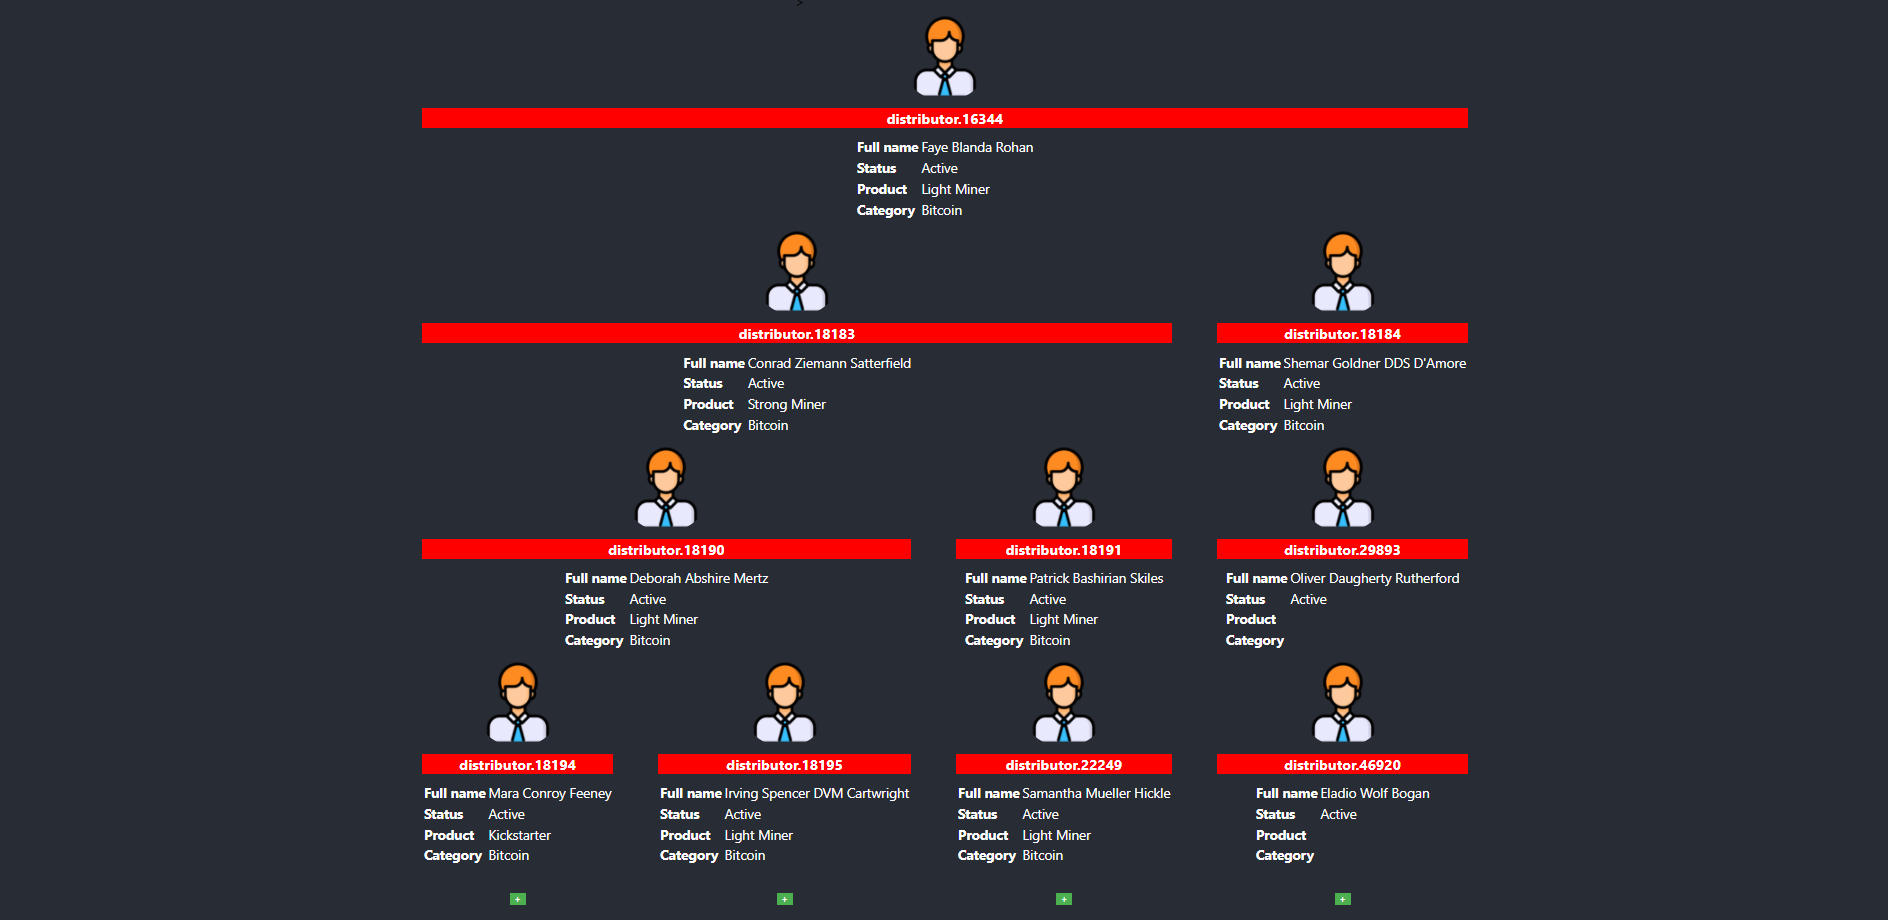 >
distributor.16344
Full name Faye Blanda Rohan
Status Active
Product Light Miner
Category Bitcoin
distributor.18183
Full name Conrad Ziemann Satterfield
Status Active
Product Strong Miner
Category Bitcoin
distributor.18184
Full name Shemar Goldner DDS D'Amore
Status Active
Product Light Miner
Category Bitcoin
distributor.18190
Full name Deborah Abshire Mertz
Status Active
Product Light Miner
Category Bitcoin
distributor.18191
Full name Patrick Bashirian Skiles
Status Active
Product Light Miner
Category Bitcoin
distributor.29893
Full name Oliver Daugherty Rutherford
Status Active
Product
Category
distributor.18194
Full name Mara Conroy Feeney
Status Active
Product Kickstarter
Category Bitcoin
+
distributor.18195
Full name Irving Spencer DVM Cartwright
Status Active
Product Light Miner
Category Bitcoin
+
distributor.22249
Full name Samantha Mueller Hickle
Status Active
Product Light Miner
Category Bitcoin
+
distributor.46920
Full name Eladio Wolf Bogan
Status Active
Product
Category
+